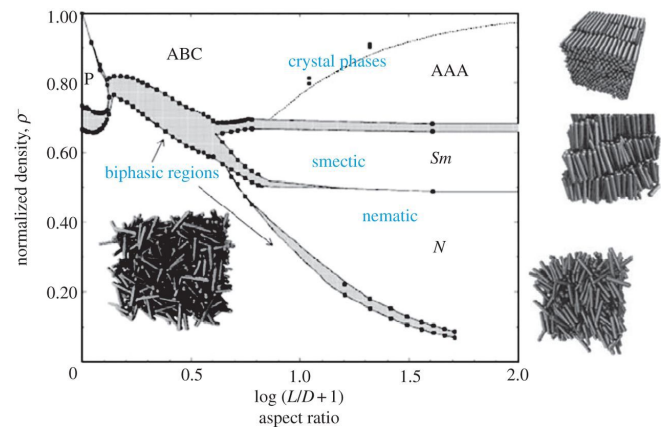 1.00
ABC
crystal phases
AAA
P
0.80
normalized density, ρ⁻
0.60
smectic
Sm
biphasic regions
nematic
0.40
N
0.20
0
0.5
1.0
1.5
2.0
log (L/D+1)
aspect ratio